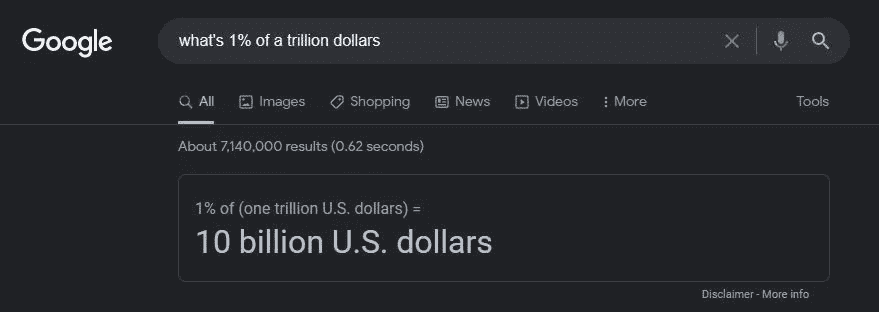 Google
what's 1% of a trillion dollars
All Images Shopping News Videos More Tools
About 7,140,000 results (0.62 seconds)
1% of (one trillion U.S. dollars) =
10 billion U.S. dollars
Disclaimer - More info